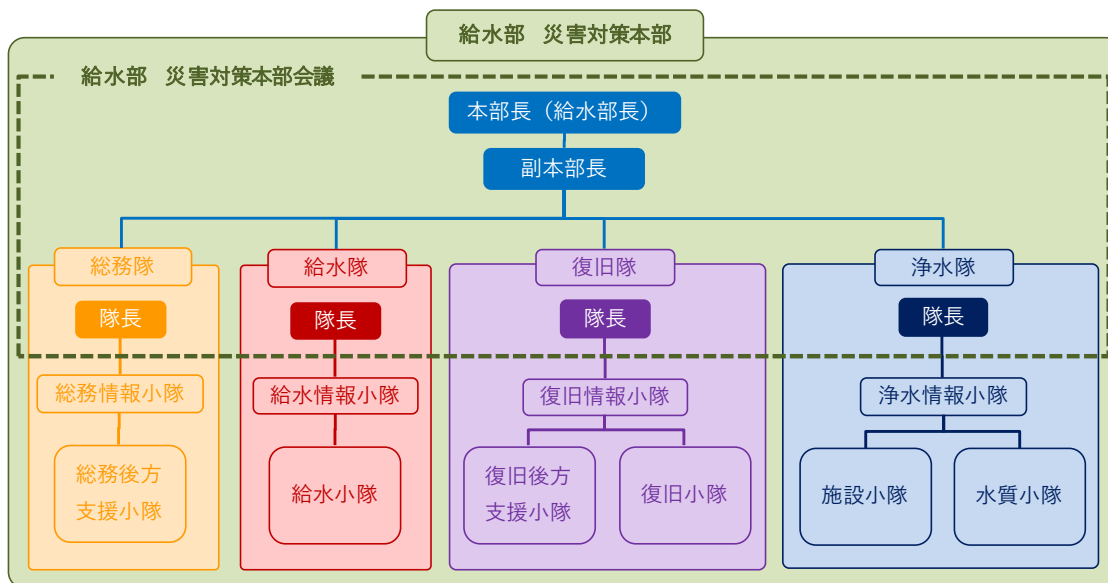 給水部　災害対策本部
給水部　災害対策本部会議
本部長（給水部長）
副本部長
総務隊
給水隊
復旧隊
浄水隊
隊長
隊長
隊長
隊長
総務情報小隊
給水情報小隊
復旧情報小隊
浄水情報小隊
総務後方
支援小隊
給水小隊
復旧後方
支援小隊
復旧小隊
施設小隊
水質小隊